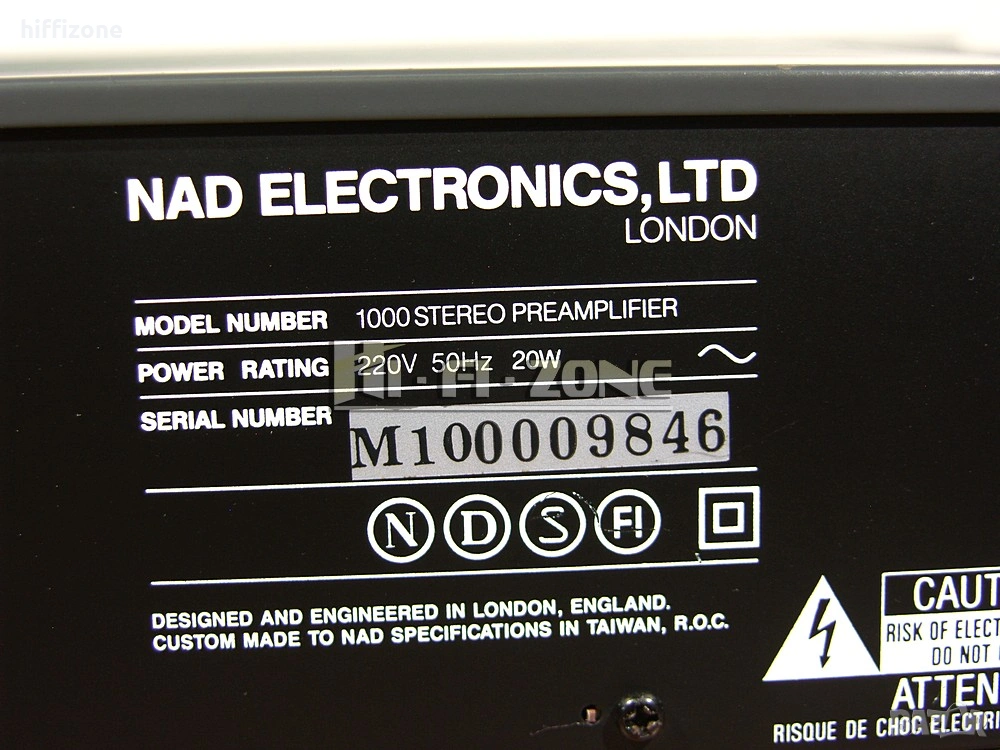 hiffizone
NAD ELECTRONICS, LTD
LONDON
MODEL NUMBER 1000 STEREO PREAMPLIFIER
POWER RATING 220V 50Hz 20W
HI-FI-ZONE
SERIAL NUMBER M100009846
N D S FI
DESIGNED AND ENGINEERED IN LONDON, ENGLAND.
CUSTOM MADE TO NAD SPECIFICATIONS IN TAIWAN, R.O.C.
CAUT
RISK OF ELECT
DO NOT
ATTEN
RISQUE DE CHOC ELECTRI